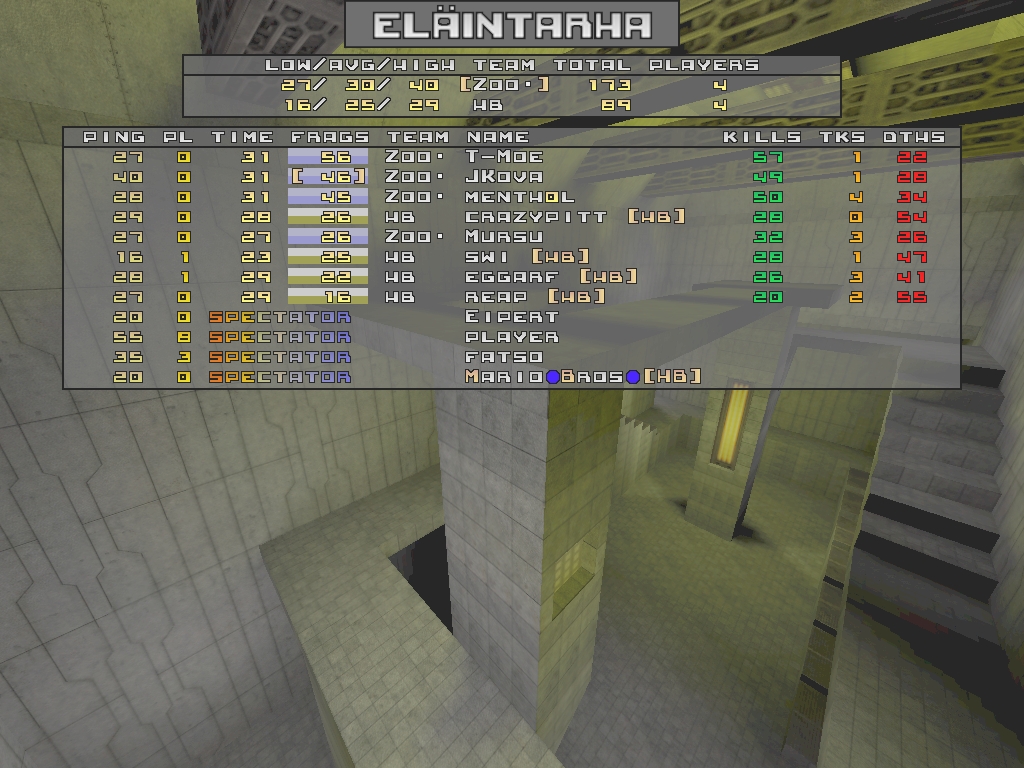 ELÄINTARHA
LOW/AVG/HIGH TEAM TOTAL PLAYERS
27/ 30/ 40 [Zoo·] 173 4
16/ 25/ 29 HB 89 4
PING PL TIME FRAGS TEAM NAME KILLS TKS DTHS
27 0 31 56 Zoo· T-Moe 57 1 22
40 0 31 [ 46] Zoo· JKova 49 1 38
28 0 31 45 Zoo· Menthol 50 4 34
29 0 28 26 HB CrazyPitt [HB] 28 0 54
27 0 27 26 Zoo· Mursu 32 3 26
16 1 23 25 HB Swi [HB] 28 1 47
28 1 29 22 HB Eggarf [HB] 26 3 41
27 0 29 16 HB Reap [HB] 20 2 55
20 0 SPECTATOR Eipert
55 8 SPECTATOR player
35 3 SPECTATOR Fatso
20 0 SPECTATOR Mario●Bros●[HB]